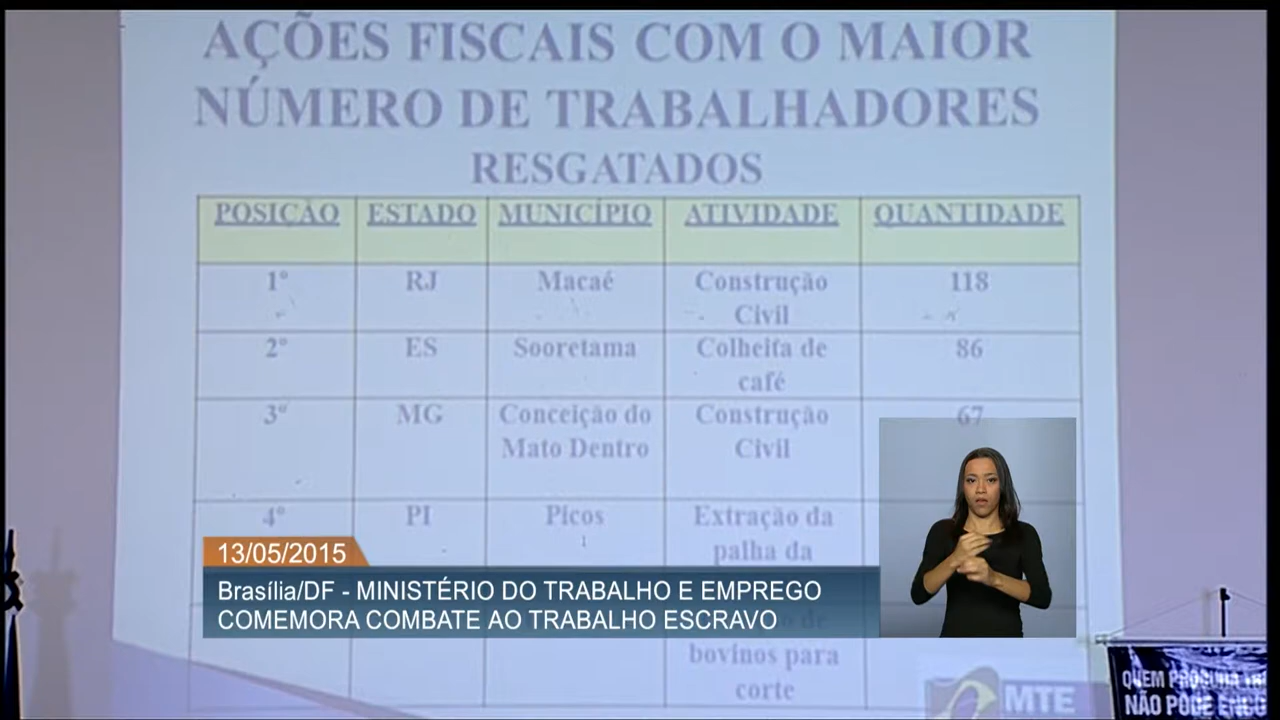 AÇÕES FISCAIS COM O MAIOR
NÚMERO DE TRABALHADORES
RESGATADOS
POSIÇÃO ESTADO MUNICÍPIO ATIVIDADE QUANTIDADE
1º RJ Macaé Construção 118
Civil
2º ES Sooretama Colheita de 86
café
3º MG Conceição do Construção 67
Mato Dentro Civil
4º PI Picos Extração da
palha da
13/05/2015
Brasília/DF - MINISTÉRIO DO TRABALHO E EMPREGO
COMEMORA COMBATE AO TRABALHO ESCRAVO
de
bovinos para
corte
MTE
QUEM
NÃO PODE